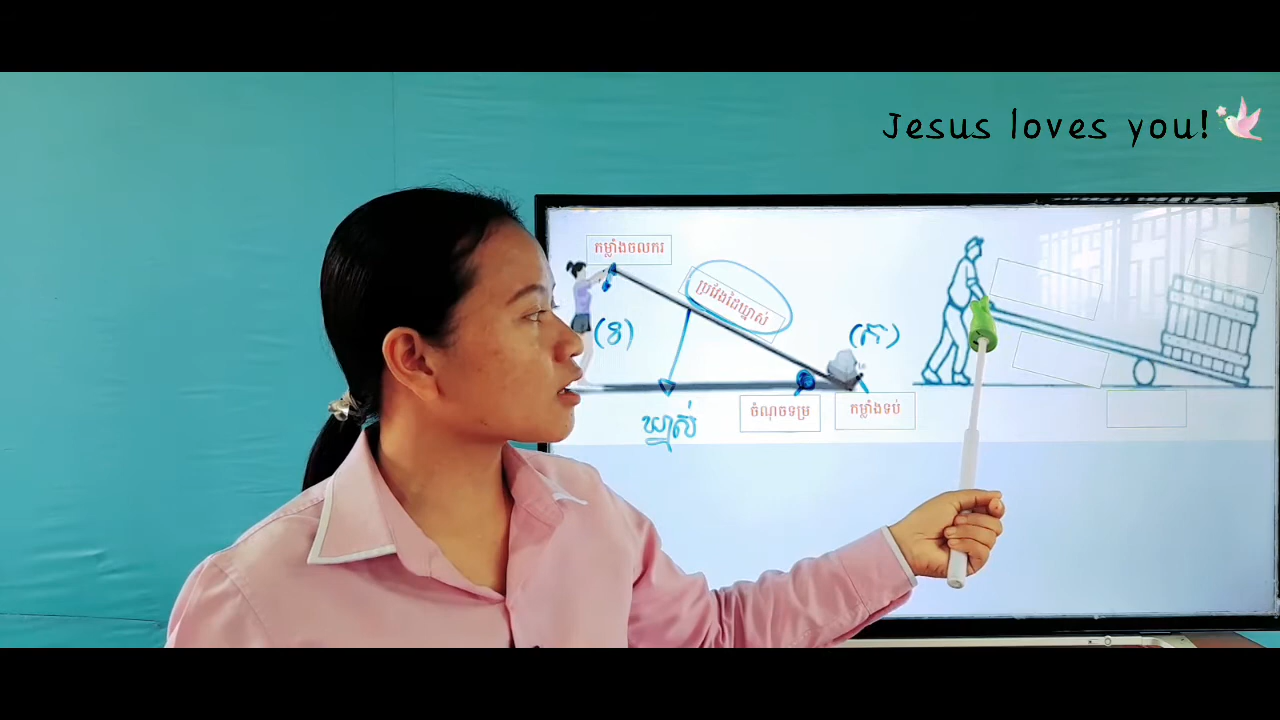 Jesus loves you!
កម្លាំងចលករ
ប្រវែងដៃឃ្នាស់
(ខ)
(ក)
ចំណុចទម្រ
កម្លាំងទប់
ឃ្នាស់